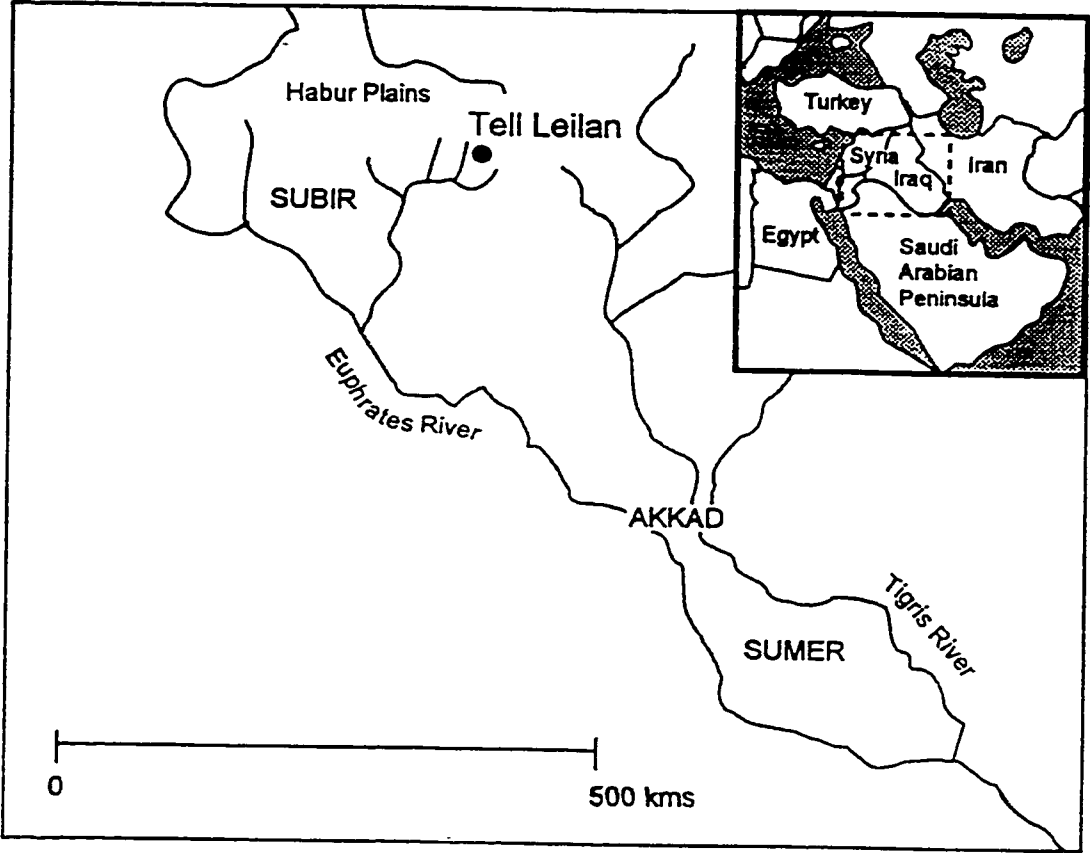 Habur Plains
Tell Leilan
SUBIR
Euphrates River
AKKAD
SUMER
Tigris River
0
500 kms
Turkey
Syria
Iraq
Iran
Egypt
Saudi
Arabian
Peninsula